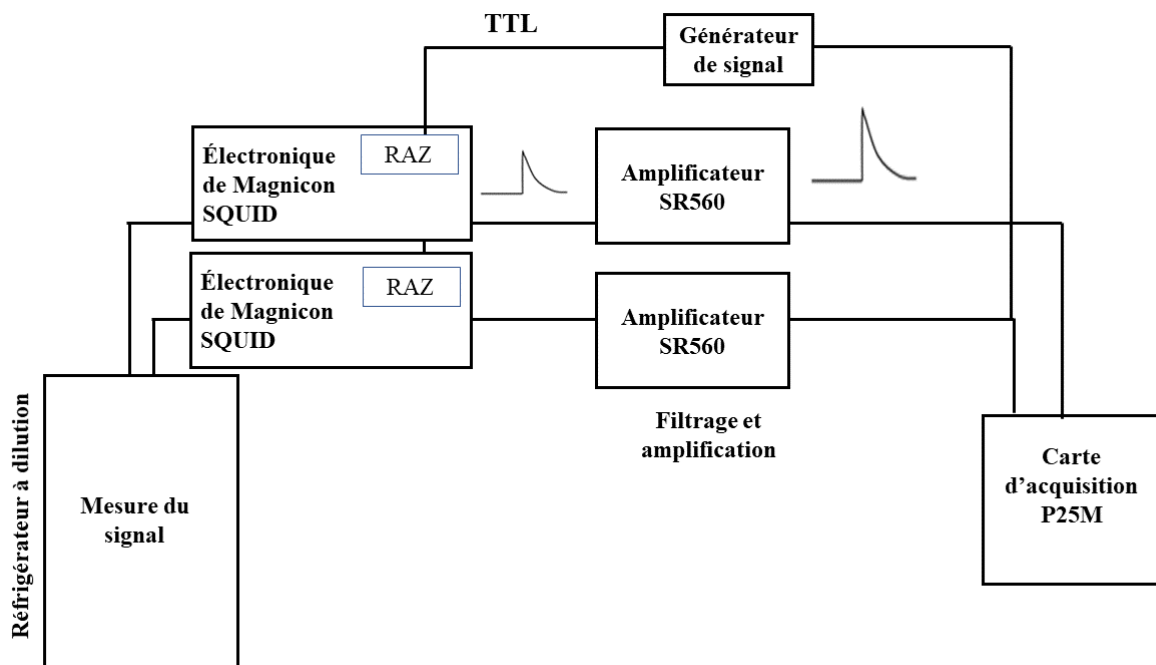 TTL
Générateur
de signal
Électronique
de Magnicon
SQUID
RAZ
Amplificateur
SR560
Électronique
de Magnicon
SQUID
RAZ
Amplificateur
SR560
Filtrage et
amplification
Réfrigérateur à dilution
Mesure du
signal
Carte
d’acquisition
P25M